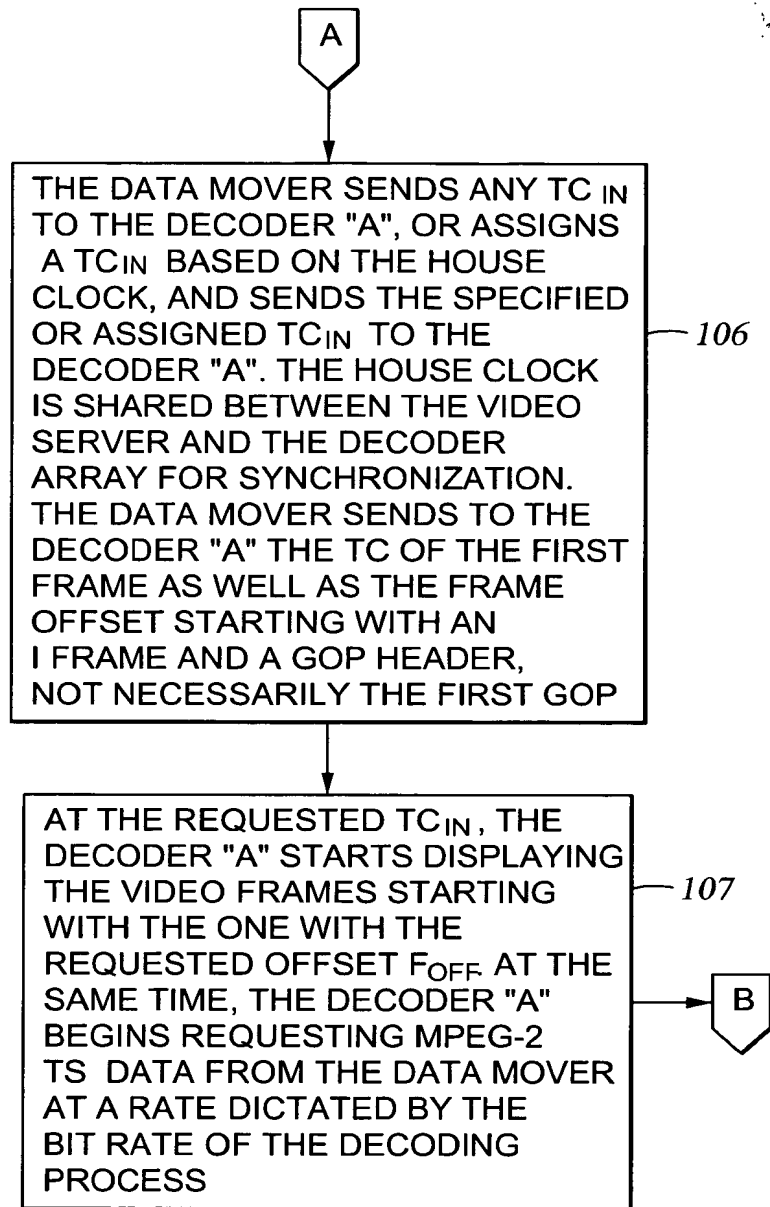 A
THE DATA MOVER SENDS ANY TC IN
TO THE DECODER "A", OR ASSIGNS
A TCIN BASED ON THE HOUSE
CLOCK, AND SENDS THE SPECIFIED
OR ASSIGNED TCIN TO THE
DECODER "A". THE HOUSE CLOCK
IS SHARED BETWEEN THE VIDEO
SERVER AND THE DECODER
ARRAY FOR SYNCHRONIZATION.
THE DATA MOVER SENDS TO THE
DECODER "A" THE TC OF THE FIRST
FRAME AS WELL AS THE FRAME
OFFSET STARTING WITH AN
I FRAME AND A GOP HEADER,
NOT NECESSARILY THE FIRST GOP
106
AT THE REQUESTED TCIN, THE
DECODER "A" STARTS DISPLAYING
THE VIDEO FRAMES STARTING
WITH THE ONE WITH THE
REQUESTED OFFSET FOFF. AT THE
SAME TIME, THE DECODER "A"
BEGINS REQUESTING MPEG-2
TS DATA FROM THE DATA MOVER
AT A RATE DICTATED BY THE
BIT RATE OF THE DECODING
PROCESS
107
B